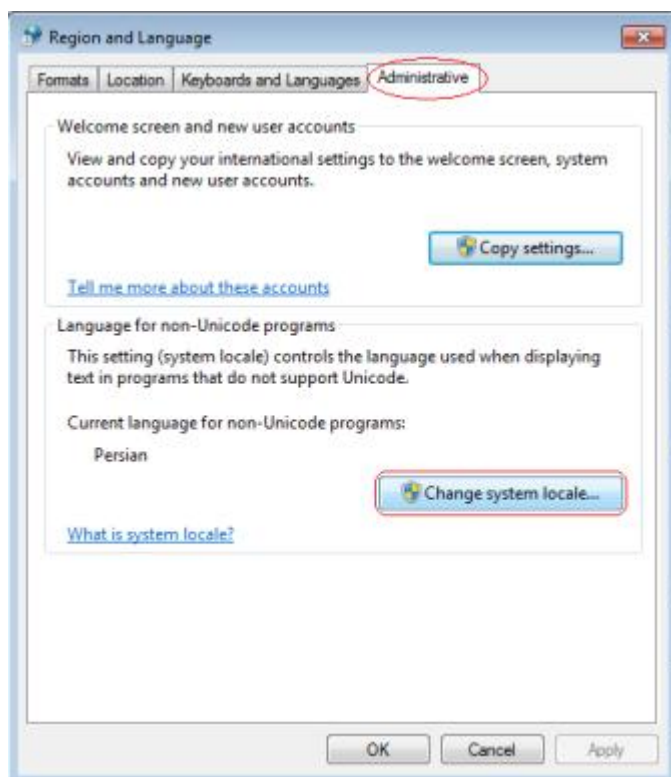 Region and Language
Formats Location Keyboards and Languages Administrative
Welcome screen and new user accounts
View and copy your international settings to the welcome screen, system
accounts and new user accounts.
Copy settings...
Tell me more about these accounts
Language for non-Unicode programs
This setting (system locale) controls the language used when displaying
text in programs that do not support Unicode.
Current language for non-Unicode programs:
Persian
Change system locale...
What is system locale?
OK Cancel Apply